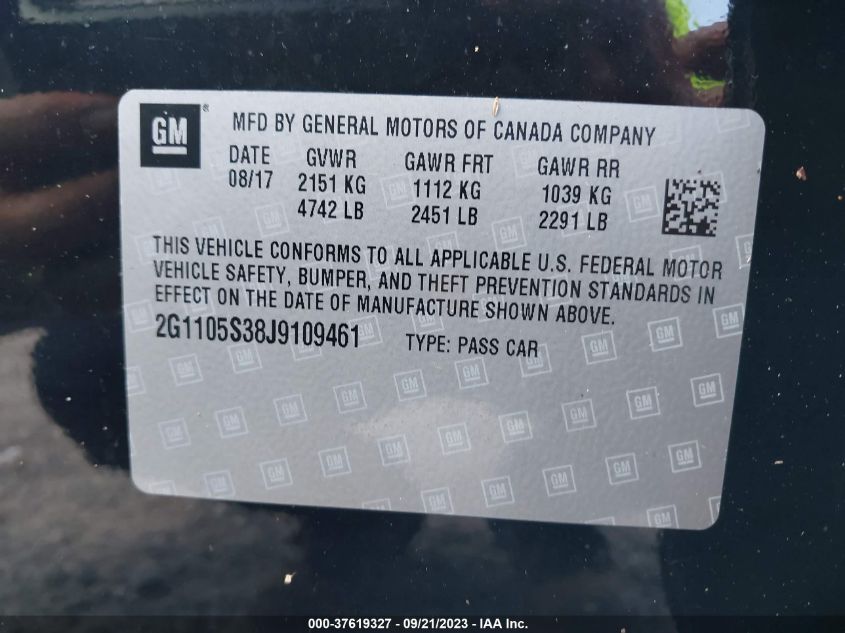 GM ®
MFD BY GENERAL MOTORS OF CANADA COMPANY
DATE GVWR GAWR FRT GAWR RR
08/17 2151 KG 1112 KG 1039 KG
4742 LB 2451 LB 2291 LB
THIS VEHICLE CONFORMS TO ALL APPLICABLE U.S. FEDERAL MOTOR
VEHICLE SAFETY, BUMPER, AND THEFT PREVENTION STANDARDS IN
EFFECT ON THE DATE OF MANUFACTURE SHOWN ABOVE.
2G1105S38J9109461 TYPE: PASS CAR
000-37619327 - 09/21/2023 - IAA Inc.